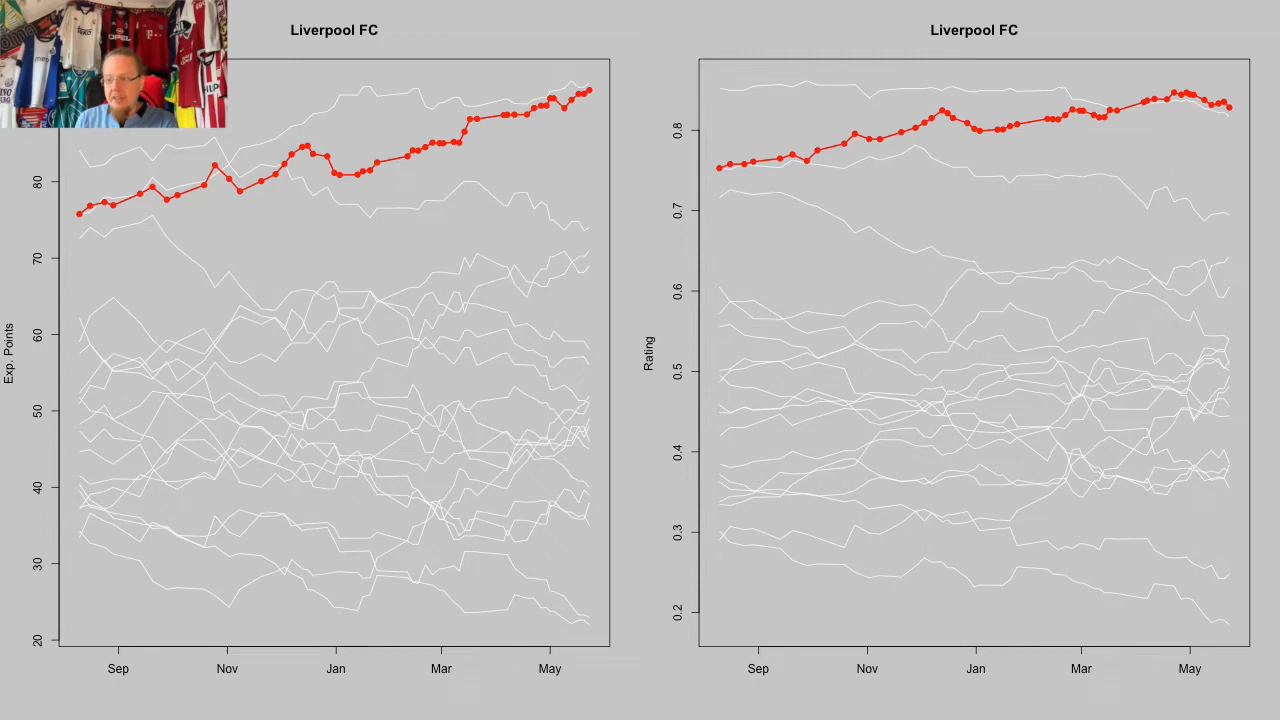 Liverpool FC
Exp. Points
80
70
60
50
40
30
20
Sep
Nov
Jan
Mar
May
Liverpool FC
Rating
0.8
0.7
0.6
0.5
0.4
0.3
0.2
Sep
Nov
Jan
Mar
May